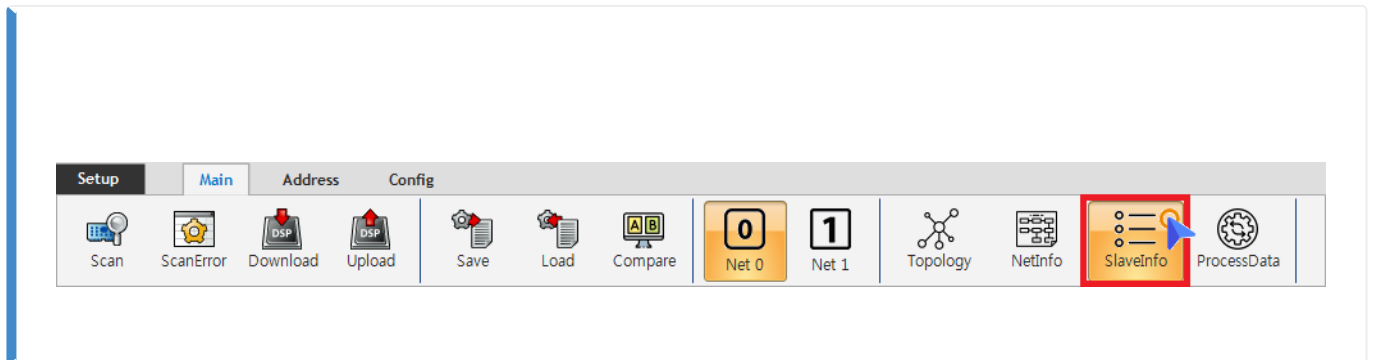 Setup Main Address Config
DSP DSP A B 0 1
Scan ScanError Download Upload Save Load Compare Net 0 Net 1 Topology NetInfo SlaveInfo ProcessData